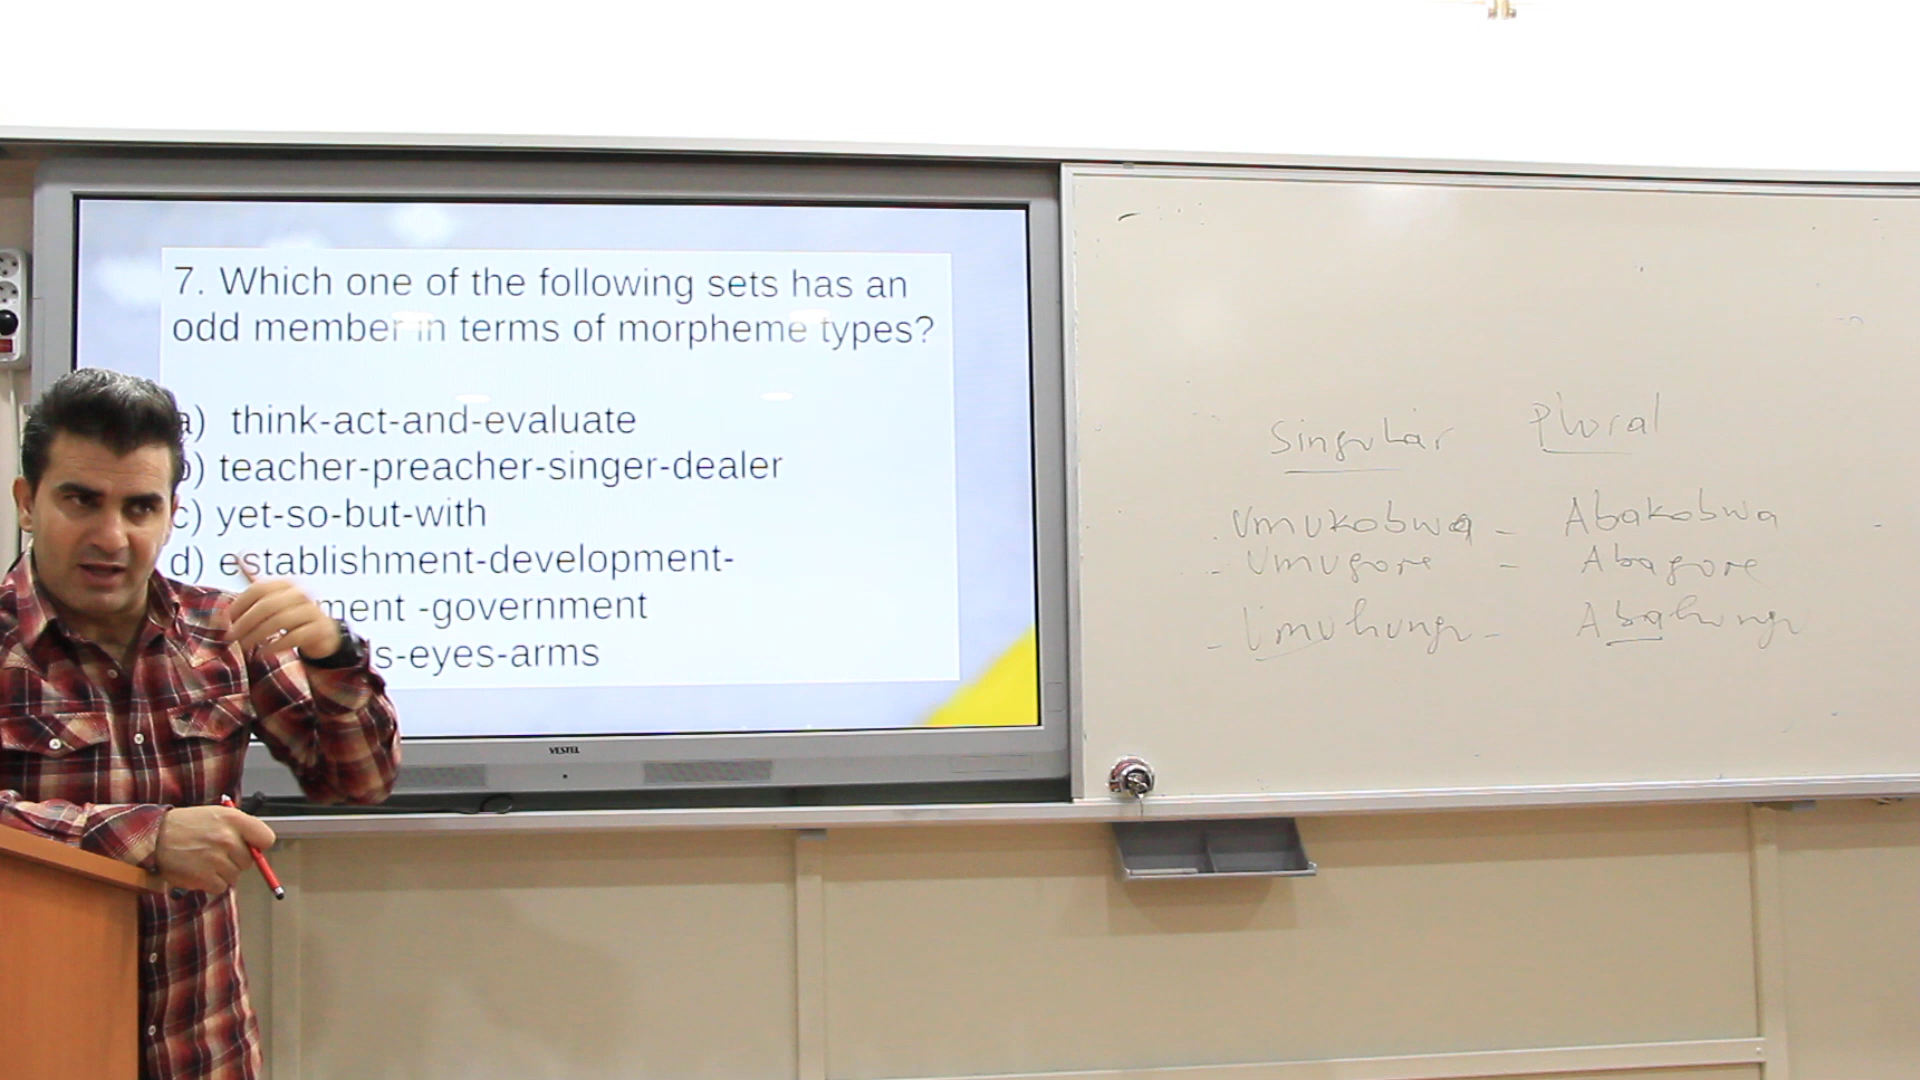 7. Which one of the following sets has an
odd member in terms of morpheme types?
a) think-act-and-evaluate
b) teacher-preacher-singer-dealer
c) yet-so-but-with
d) establishment-development-
ment -government
s-eyes-arms
VESTEL
Singular Plural
Umukobwa - Abakobwa
- Umugore - Abagore